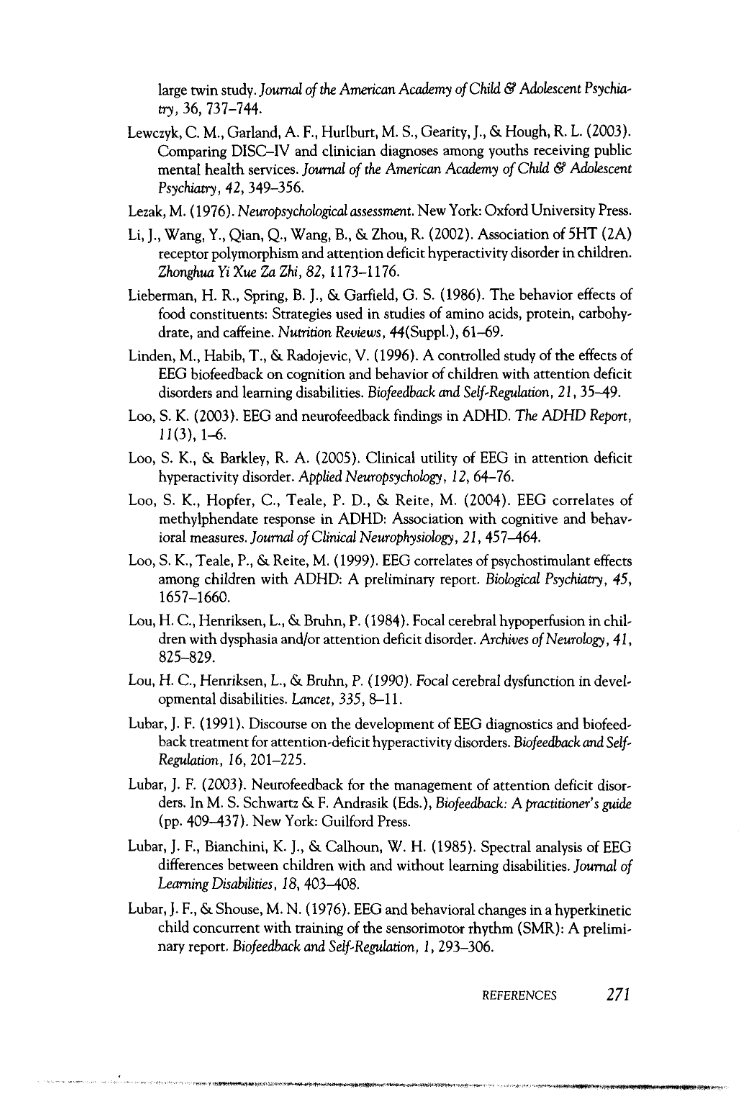 large twin study. Journal of the American Academy of Child & Adolescent Psychia-
try, 36, 737–744.
Lewczyk, C. M., Garland, A. F., Hurlburt, M. S., Gearity, J., & Hough, R. L. (2003).
Comparing DISC–IV and clinician diagnoses among youths receiving public
mental health services. Journal of the American Academy of Child & Adolescent
Psychiatry, 42, 349–356.
Lezak, M. (1976). Neuropsychological assessment. New York: Oxford University Press.
Li, J., Wang, Y., Qian, Q., Wang, B., & Zhou, R. (2002). Association of 5HT (2A)
receptor polymorphism and attention deficit hyperactivity disorder in children.
Zhonghua Yi Xue Za Zhi, 82, 1173–1176.
Lieberman, H. R., Spring, B. J., & Garfield, G. S. (1986). The behavior effects of
food constituents: Strategies used in studies of amino acids, protein, carbohy-
drate, and caffeine. Nutrition Reviews, 44(Suppl.), 61–69.
Linden, M., Habib, T., & Radojevic, V. (1996). A controlled study of the effects of
EEG biofeedback on cognition and behavior of children with attention deficit
disorders and learning disabilities. Biofeedback and Self-Regulation, 21, 35–49.
Loo, S. K. (2003). EEG and neurofeedback findings in ADHD. The ADHD Report,
11(3), 1–6.
Loo, S. K., & Barkley, R. A. (2005). Clinical utility of EEG in attention deficit
hyperactivity disorder. Applied Neuropsychology, 12, 64–76.
Loo, S. K., Hopfer, C., Teale, P. D., & Reite, M. (2004). EEG correlates of
methylphendate response in ADHD: Association with cognitive and behav-
ioral measures. Journal of Clinical Neurophysiology, 21, 457–464.
Loo, S. K., Teale, P., & Reite, M. (1999). EEG correlates of psychostimulant effects
among children with ADHD: A preliminary report. Biological Psychiatry, 45,
1657–1660.
Lou, H. C., Henriksen, L., & Bruhn, P. (1984). Focal cerebral hypoperfusion in chil-
dren with dysphasia and/or attention deficit disorder. Archives of Neurology, 41,
825–829.
Lou, H. C., Henriksen, L., & Bruhn, P. (1990). Focal cerebral dysfunction in devel-
opmental disabilities. Lancet, 335, 8–11.
Lubar, J. F. (1991). Discourse on the development of EEG diagnostics and biofeed-
back treatment for attention-deficit hyperactivity disorders. Biofeedback and Self-
Regulation, 16, 201–225.
Lubar, J. F. (2003). Neurofeedback for the management of attention deficit disor-
ders. In M. S. Schwartz & F. Andrasik (Eds.), Biofeedback: A practitioner's guide
(pp. 409–437). New York: Guilford Press.
Lubar, J. F., Bianchini, K. J., & Calhoun, W. H. (1985). Spectral analysis of EEG
differences between children with and without learning disabilities. Journal of
Learning Disabilities, 18, 403–408.
Lubar, J. F., & Shouse, M. N. (1976). EEG and behavioral changes in a hyperkinetic
child concurrent with training of the sensorimotor rhythm (SMR): A prelimi-
nary report. Biofeedback and Self-Regulation, 1, 293–306.
REFERENCES 271